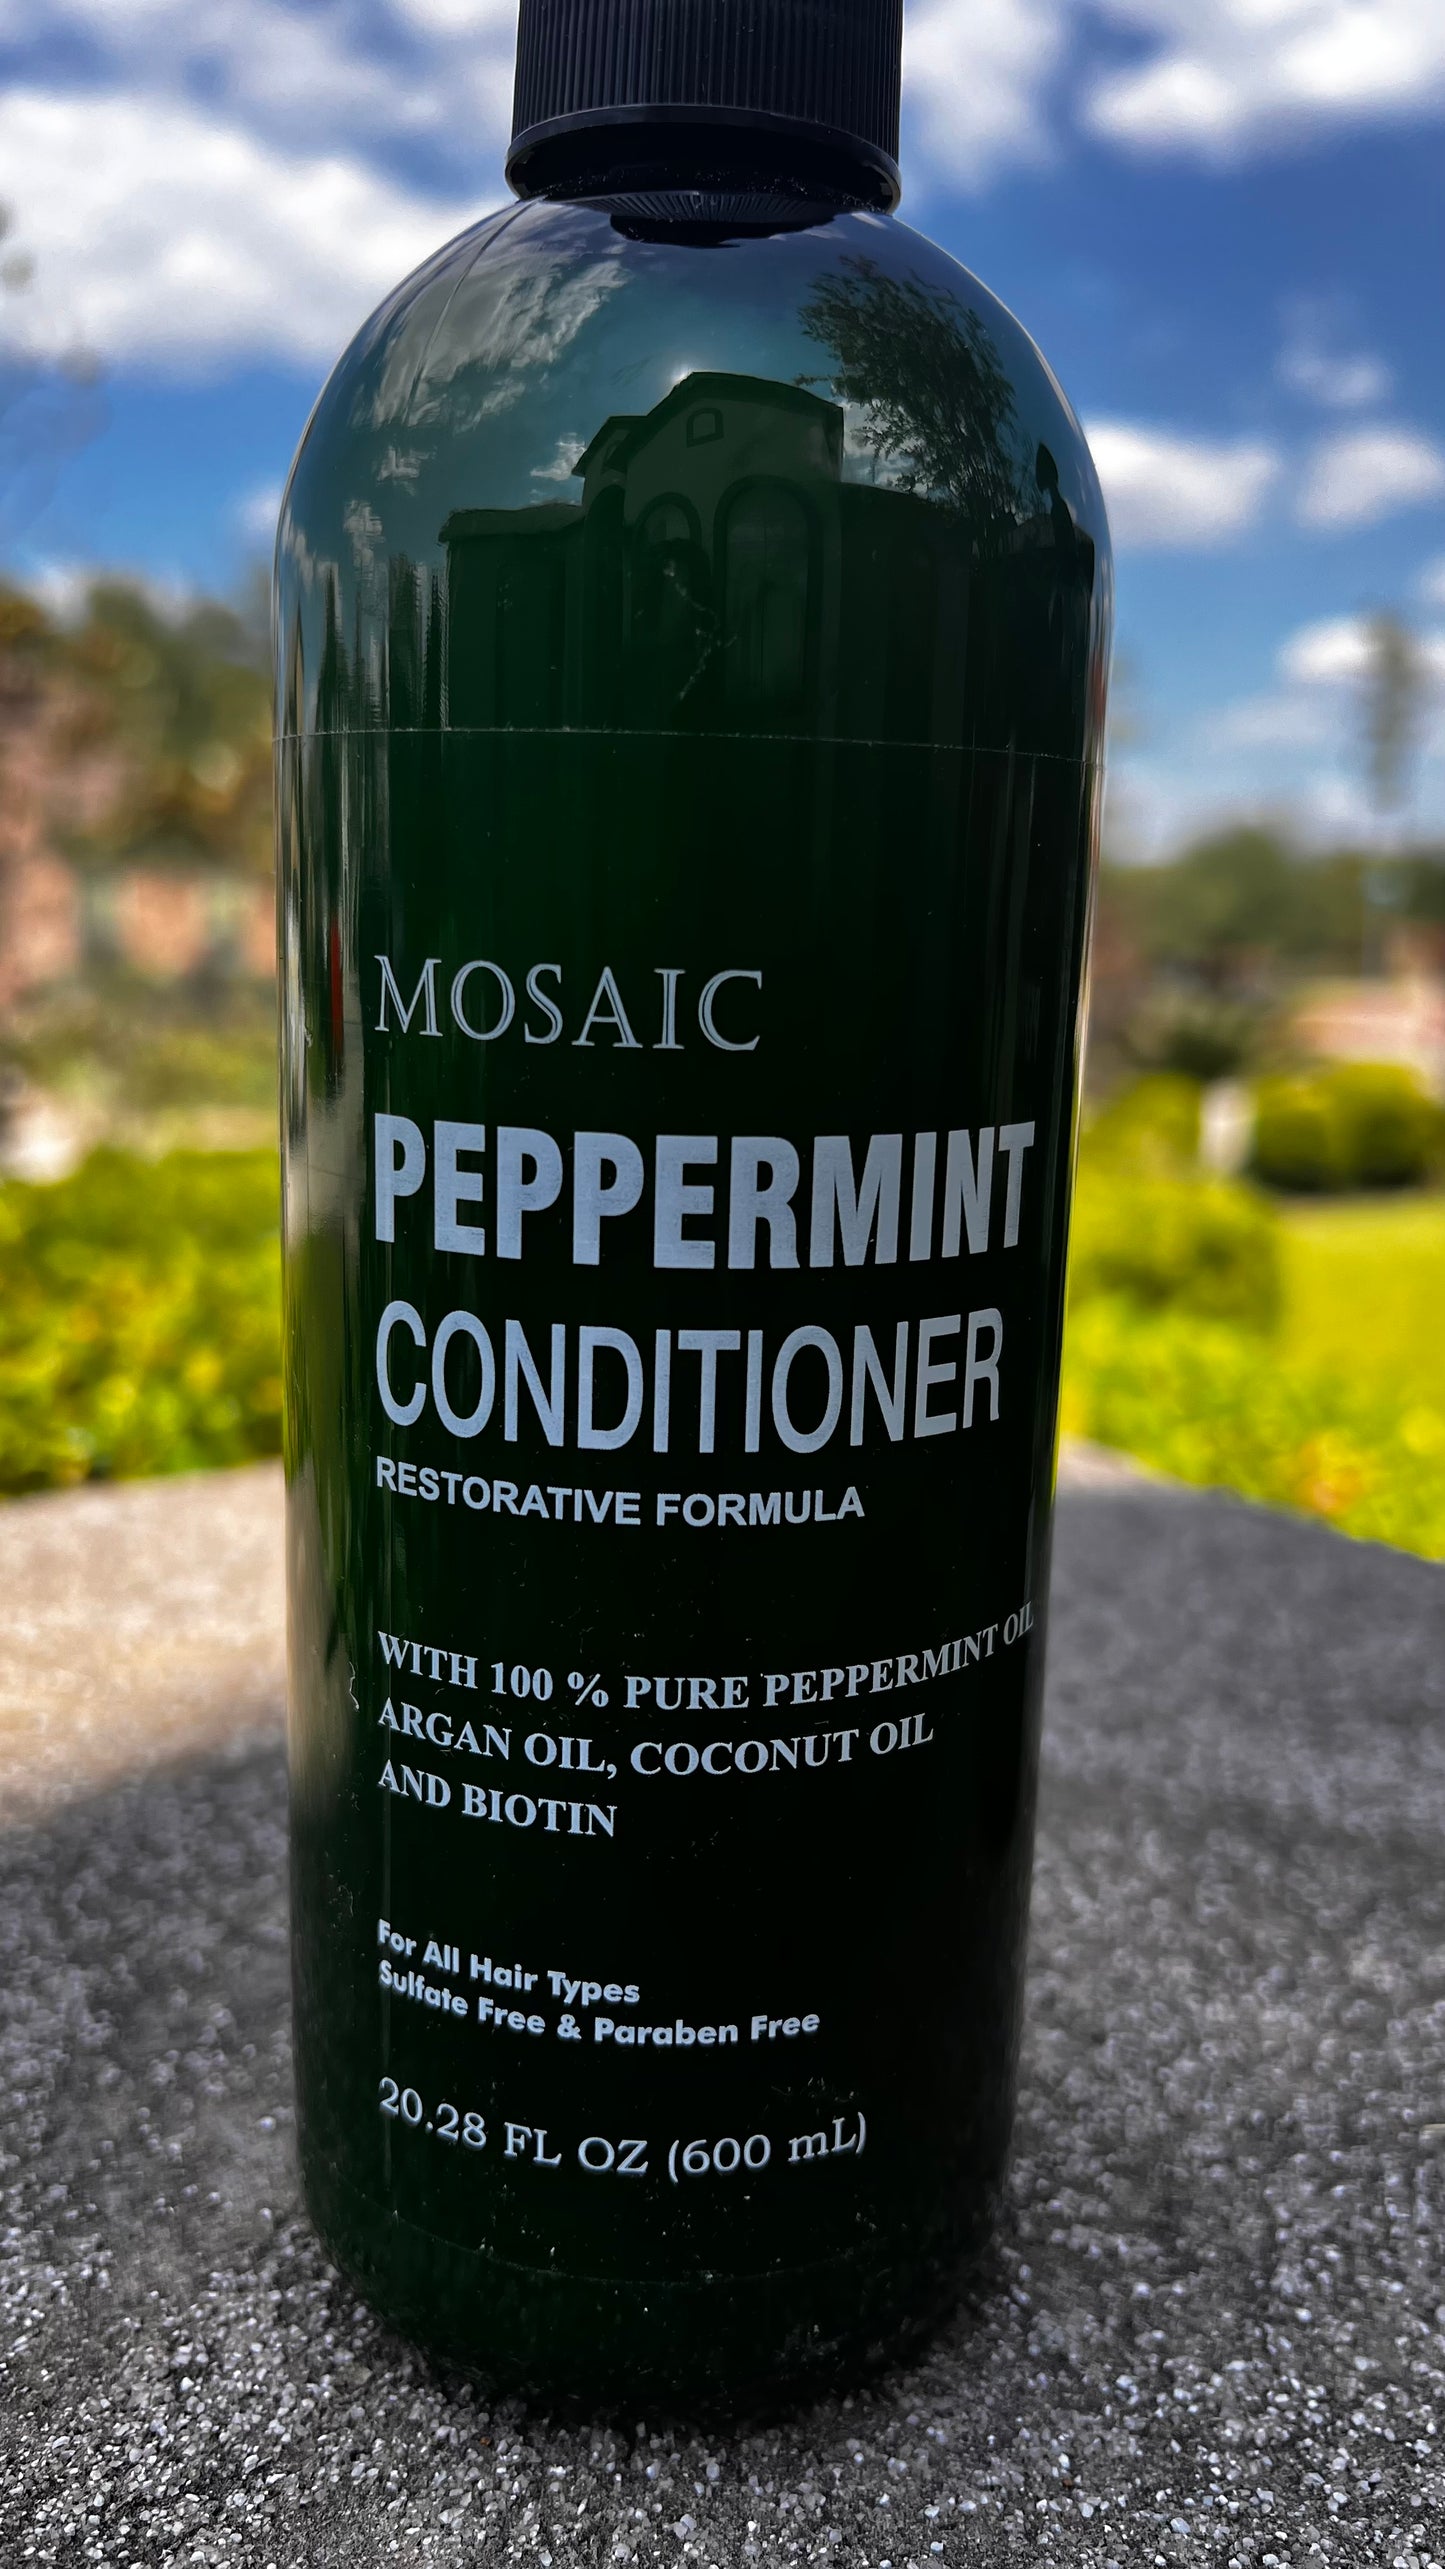 MOSAIC
PEPPERMINT
CONDITIONER
RESTORATIVE FORMULA
WITH 100 % PURE PEPPERMINT OIL
ARGAN OIL, COCONUT OIL
AND BIOTIN
For All Hair Types
Sulfate Free & Paraben Free
20.28 FL OZ (600 mL)